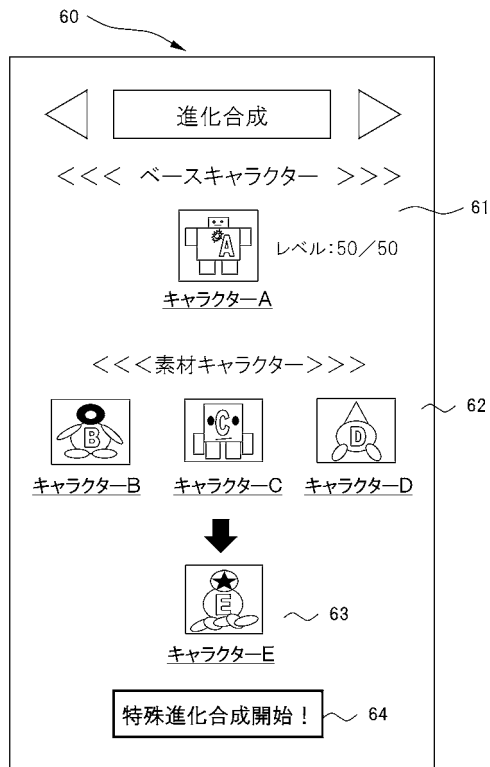 60
進化合成
<<< ベースキャラクター >>>
61
A
レベル:50/50
キャラクターA
<<<素材キャラクター>>>
62
B C D
キャラクターB キャラクターC キャラクターD
E
63
キャラクターE
特殊進化合成開始!
64